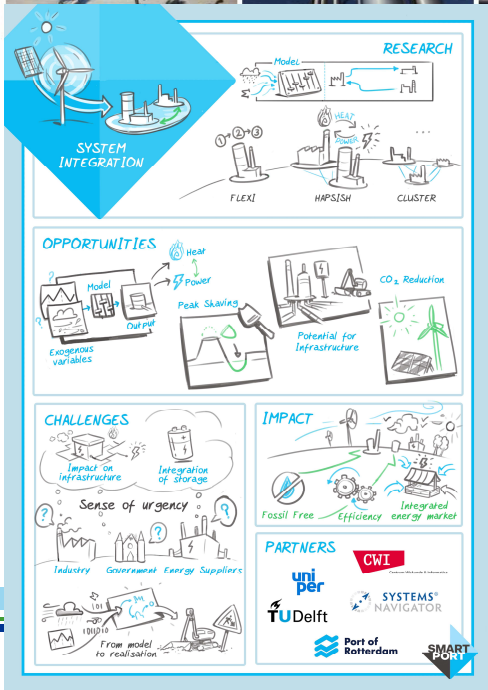 SYSTEM
INTEGRATION
RESEARCH
Model
1 → 2 → 3
HEAT
POWER
...
FLEXI
HAPSISH
CLUSTER
OPPORTUNITIES
?
?
Model
Output
Exogenous
variables
Heat
Power
Peak Shaving
Potential for
Infrastructure
CO2 Reduction
CHALLENGES
Impact on
infrastructure
Integration
of storage
Sense of urgency
?
?
?
Industry
Government
Energy Suppliers
From model
to realisation
IMPACT
Fossil Free
Efficiency
Integrated
energy market
PARTNERS
CWI
uni
per
SYSTEMS
NAVIGATOR
TUDelft
Port of
Rotterdam
SMART
PORT